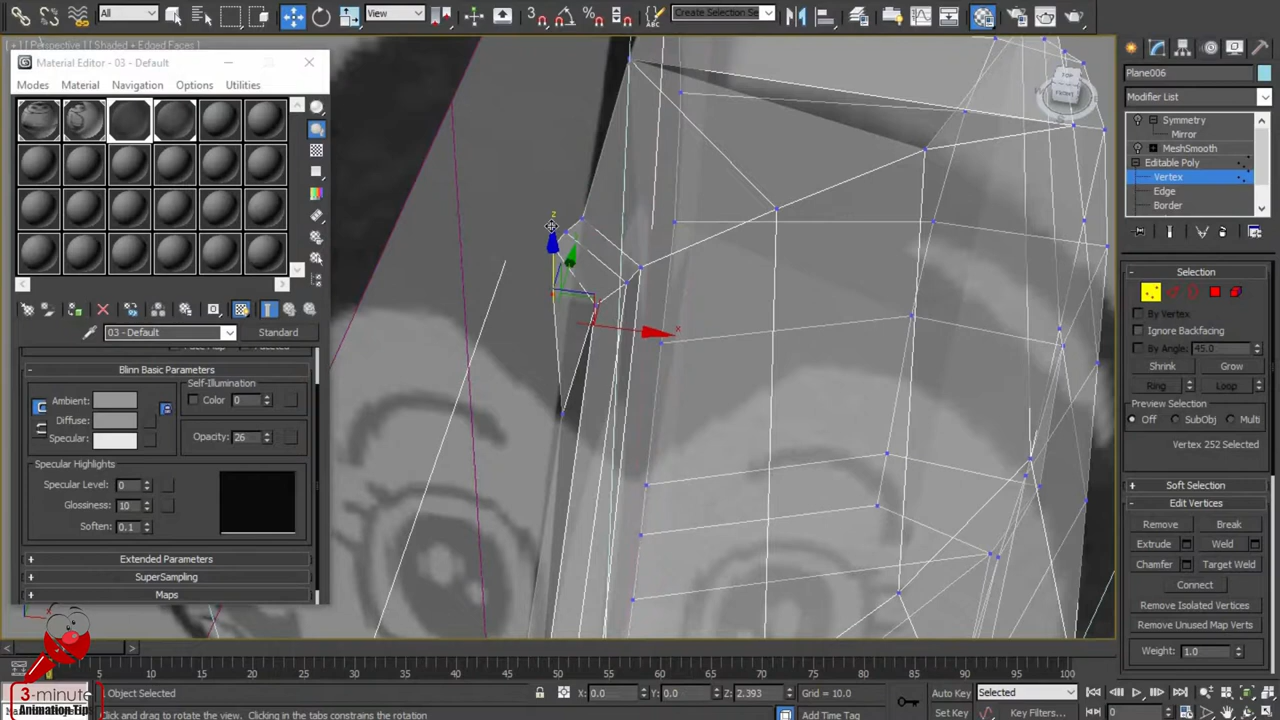 All
View
Create Selection Se
[ + ] [ Perspective ] [ Shaded + Edged Faces ]
Material Editor - 03 - Default
Modes Material Navigation Options Utilities
03 - Default
Standard
Blinn Basic Parameters
Self-Illumination
Ambient:
Color 0
Diffuse:
Specular:
Opacity: 26
Specular Highlights
Specular Level: 0
Glossiness: 10
Soften: 0.1
Extended Parameters
SuperSampling
Maps
z
x
TOP
FRONT
Plane006
Modifier List
Symmetry
Mirror
MeshSmooth
Editable Poly
Vertex
Edge
Border
Selection
By Vertex
Ignore Backfacing
By Angle: 45.0
Shrink Grow
Ring Loop
Preview Selection
Off SubObj Multi
Vertex 252 Selected
Soft Selection
Edit Vertices
Remove Break
Extrude Weld
Chamfer Target Weld
Connect
Remove Isolated Vertices
Remove Unused Map Verts
Weight: 1.0
5 10 15 20 25 30 35 40 45 50 55 60 65 70 75 80 85 90 95 100
3-minute
Animation Tip
1 Object Selected
X: 0.0 Y: 0.0 Z: 2.393 Grid = 10.0
Auto Key Selected
Click and drag to rotate the view. Clicking in the tabs constrains the rotation
Add Time Tag
Set Key Key Filters...
0